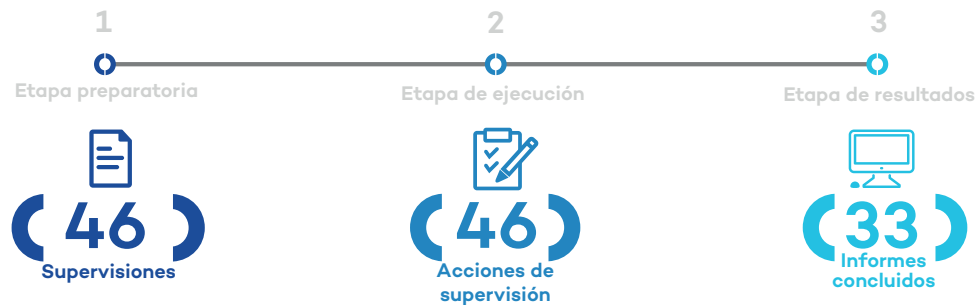 1
2
3
Etapa preparatoria
Etapa de ejecución
Etapa de resultados
46
46
33
Supervisiones
Acciones de
supervisión
Informes
concluidos